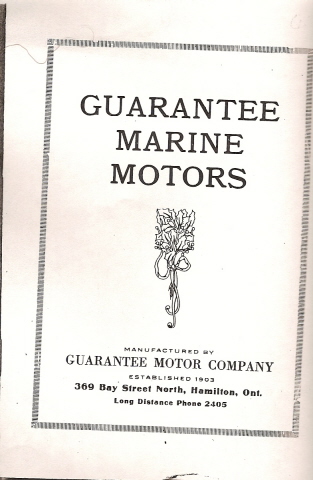 GUARANTEE
MARINE
MOTORS
MANUFACTURED BY
GUARANTEE MOTOR COMPANY
ESTABLISHED 1903
369 Bay Street North, Hamilton, Ont.
Long Distance Phone 2405